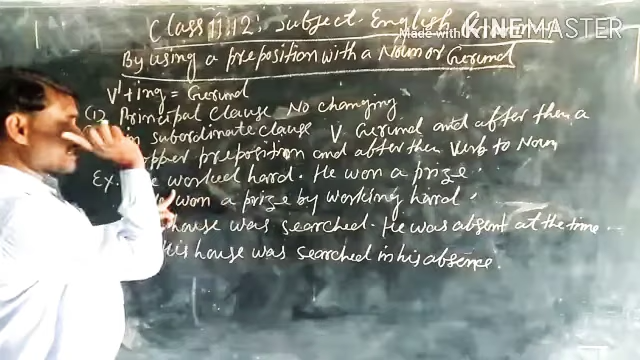 Class 11,12: Subject-English
Made with KINEMASTER
By using a preposition with a Noun or Gerund
V¹+ing = Gerund
(1) Principal Clause No changing
in subordinate clause V Gerund and after then a
preposition and after then Verb to Noun
Ex. worked hard. He won a prize.
won a prize by working hard.
house was searched. He was absent at the time.
His house was searched in his absence.